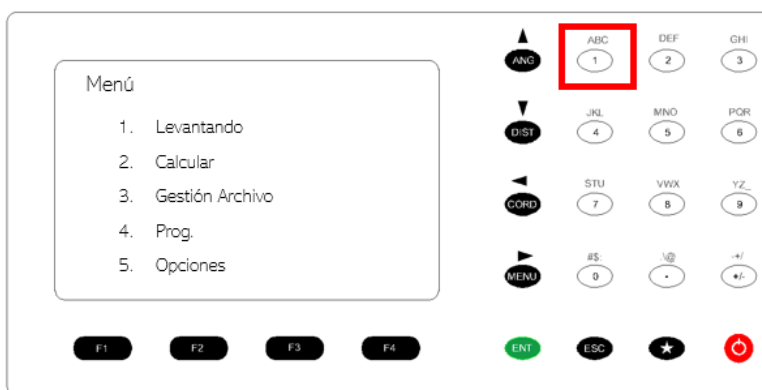 Menú
1. Levantando
2. Calcular
3. Gestión Archivo
4. Prog.
5. Opciones
F1 F2 F3 F4
ANG ABC 1 DEF 2 GHI 3
DIST JKL 4 MNO 5 PQR 6
CORD STU 7 VWX 8 YZ_ 9
MENU #$: 0 .\@ · -+/ +/-
ENT ESC ★